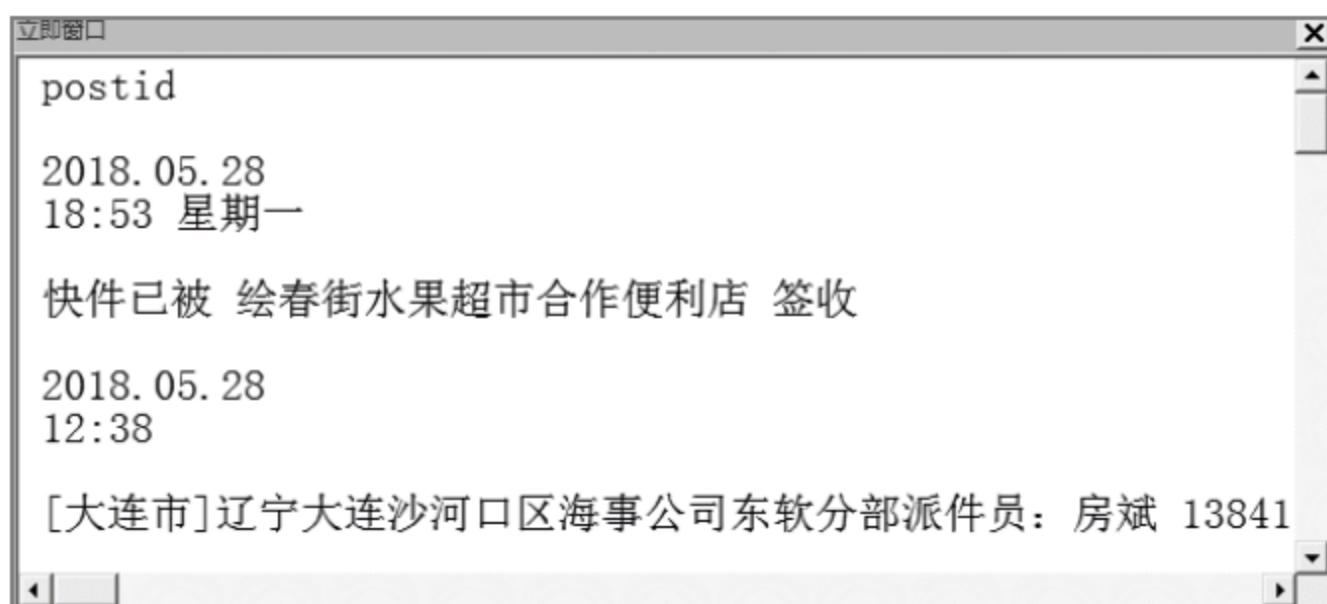 立即窗口
postid
2018.05.28
18:53 星期一
快件已被 绘春街水果超市合作便利店 签收
2018.05.28
12:38
[大连市]辽宁大连沙河口区海事公司东软分部派件员：房斌 13841